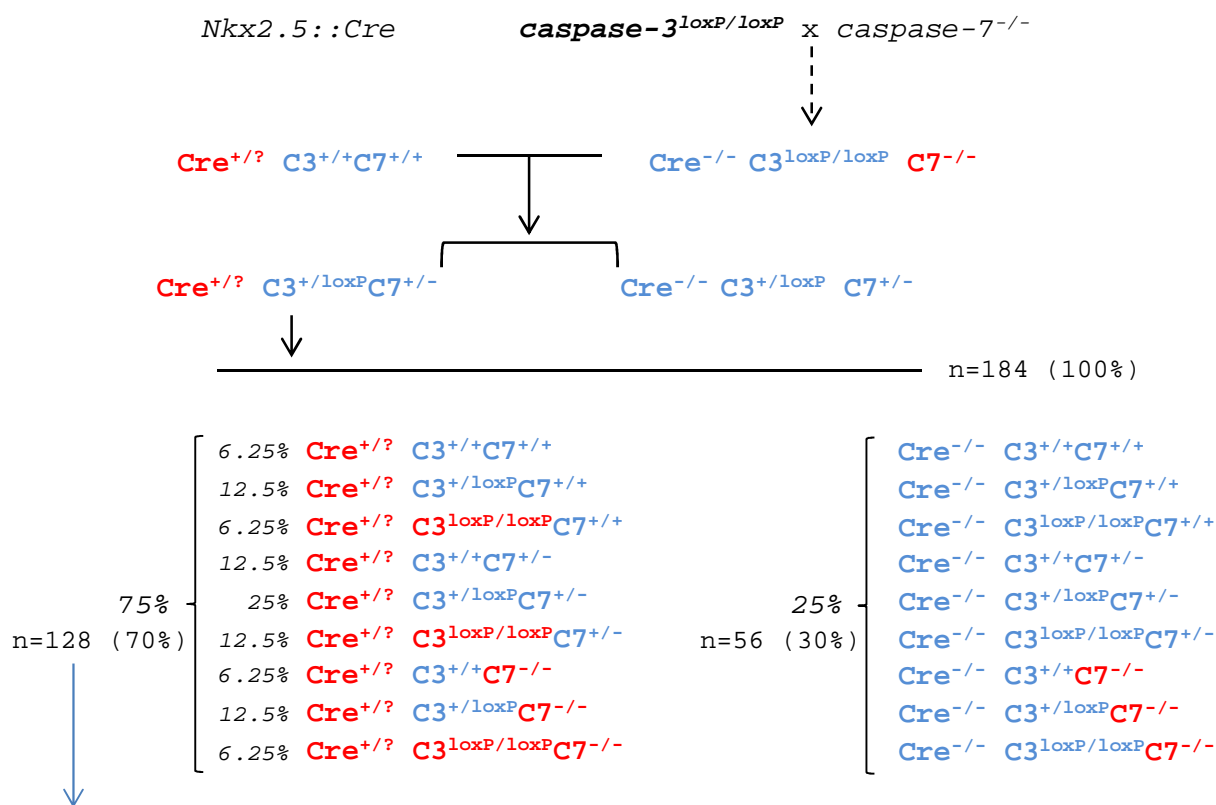 Nkx2.5::Cre caspase-3loxP/loxP x caspase-7-/-
Cre+/? C3+/+C7+/+ Cre-/- C3loxP/loxP C7-/-
Cre+/? C3+/loxPC7+/- Cre-/- C3+/loxP C7+/-
n=184 (100%)
6.25% Cre+/? C3+/+C7+/+ Cre-/- C3+/+C7+/+
12.5% Cre+/? C3+/loxPC7+/+ Cre-/- C3+/loxPC7+/+
6.25% Cre+/? C3loxP/loxPC7+/+ Cre-/- C3loxP/loxPC7+/+
12.5% Cre+/? C3+/+C7+/- Cre-/- C3+/+C7+/-
75% 25% Cre+/? C3+/loxPC7+/- 25% Cre-/- C3+/loxPC7+/-
n=128 (70%) 12.5% Cre+/? C3loxP/loxPC7+/- n=56 (30%) Cre-/- C3loxP/loxPC7+/-
6.25% Cre+/? C3+/+C7-/- Cre-/- C3+/+C7-/-
12.5% Cre+/? C3+/loxPC7-/- Cre-/- C3+/loxPC7-/-
6.25% Cre+/? C3loxP/loxPC7-/- Cre-/- C3loxP/loxPC7-/-